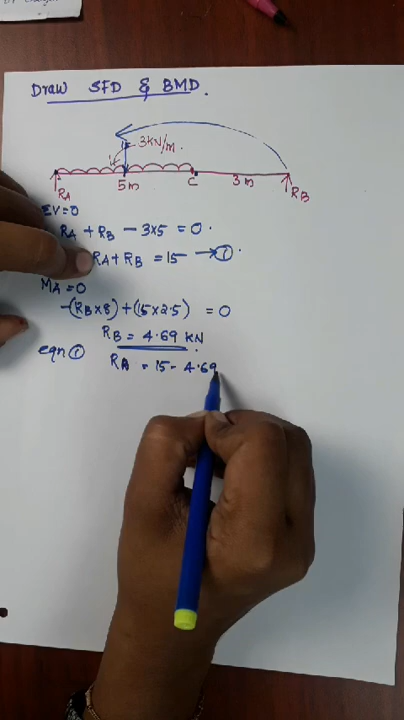 Draw SFD & BMD.
3kN/m.
5m C 3m
RA RB
ΣV=0
RA + RB - 3×5 = 0.
RA + RB = 15 → ①.
MA=0
-(RB×8) + (15×2.5) = 0
RB = 4.69 KN
eqn ① RA = 15 - 4.69